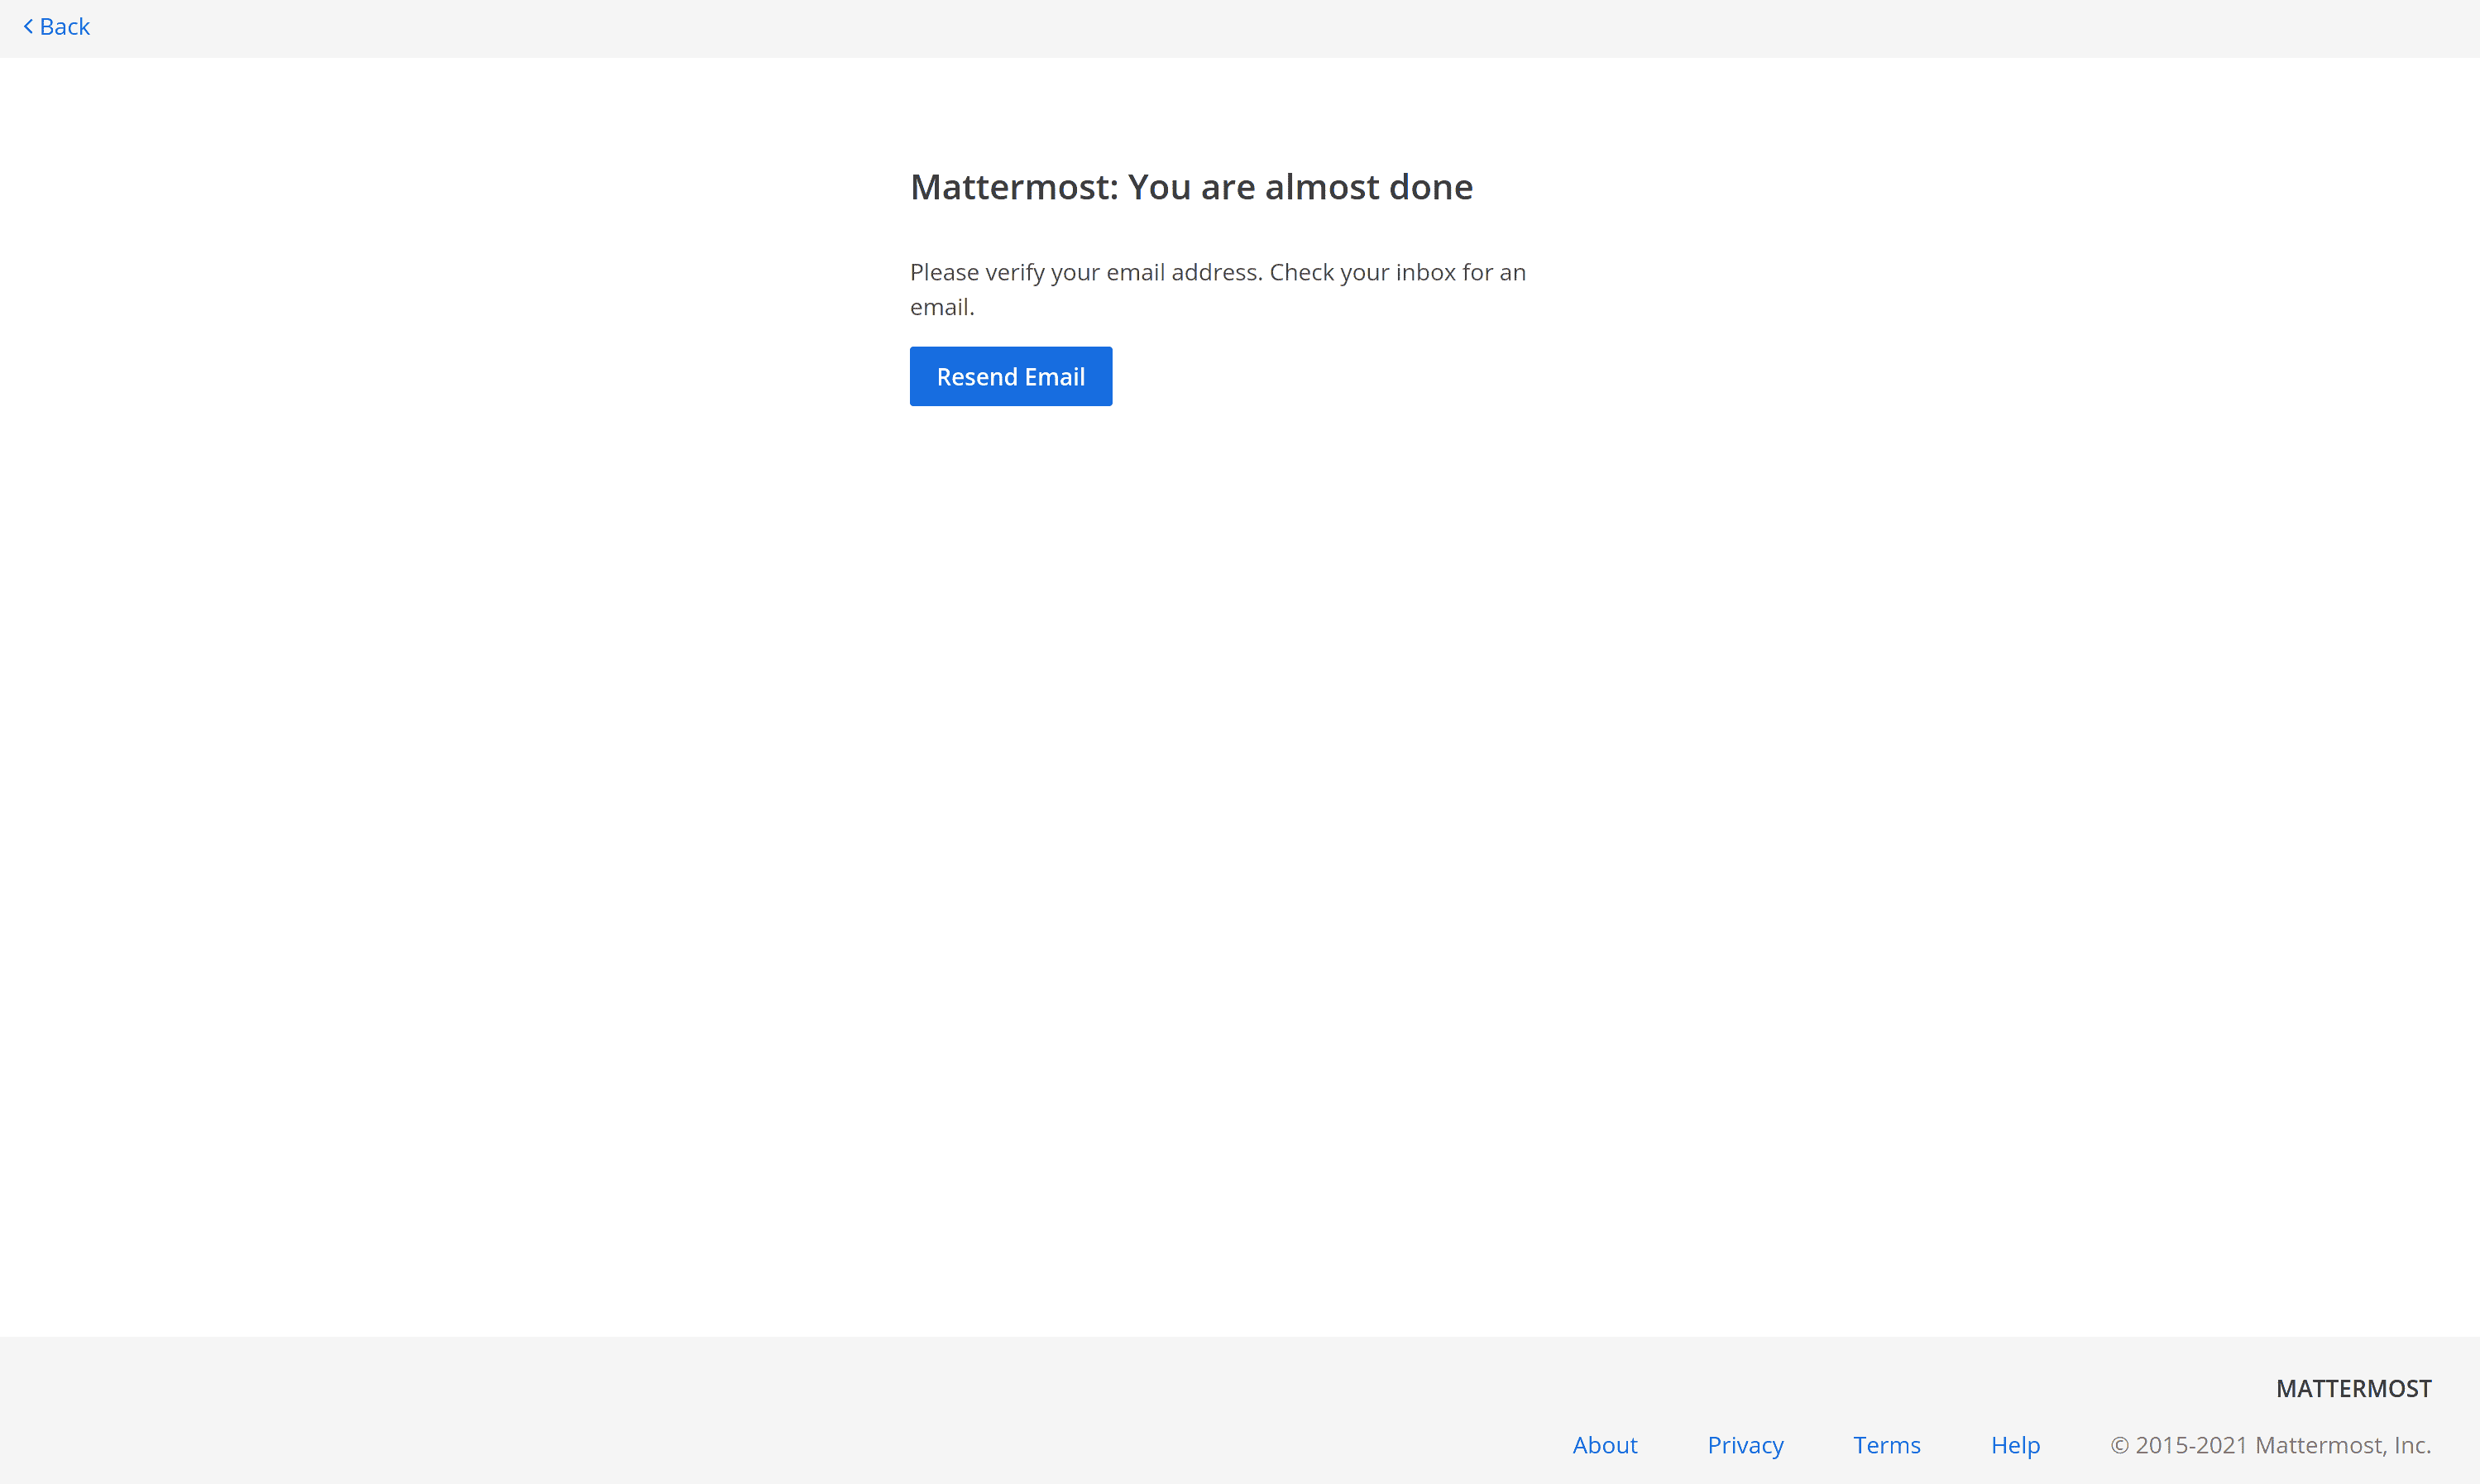 Back
Mattermost: You are almost done
Please verify your email address. Check your inbox for an
email.
Resend Email
MATTERMOST
About Privacy Terms Help © 2015-2021 Mattermost, Inc.